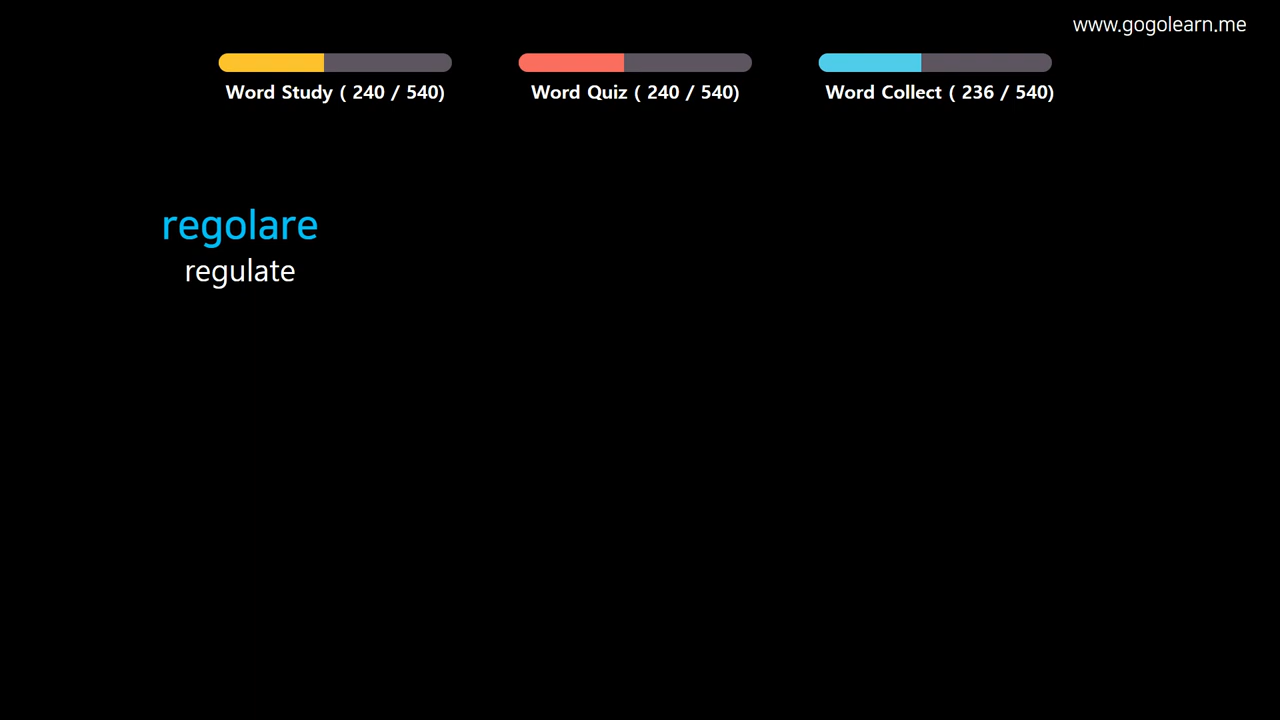 www.gogolearn.me
Word Study ( 240 / 540)
Word Quiz ( 240 / 540)
Word Collect ( 236 / 540)
regolare
regulate